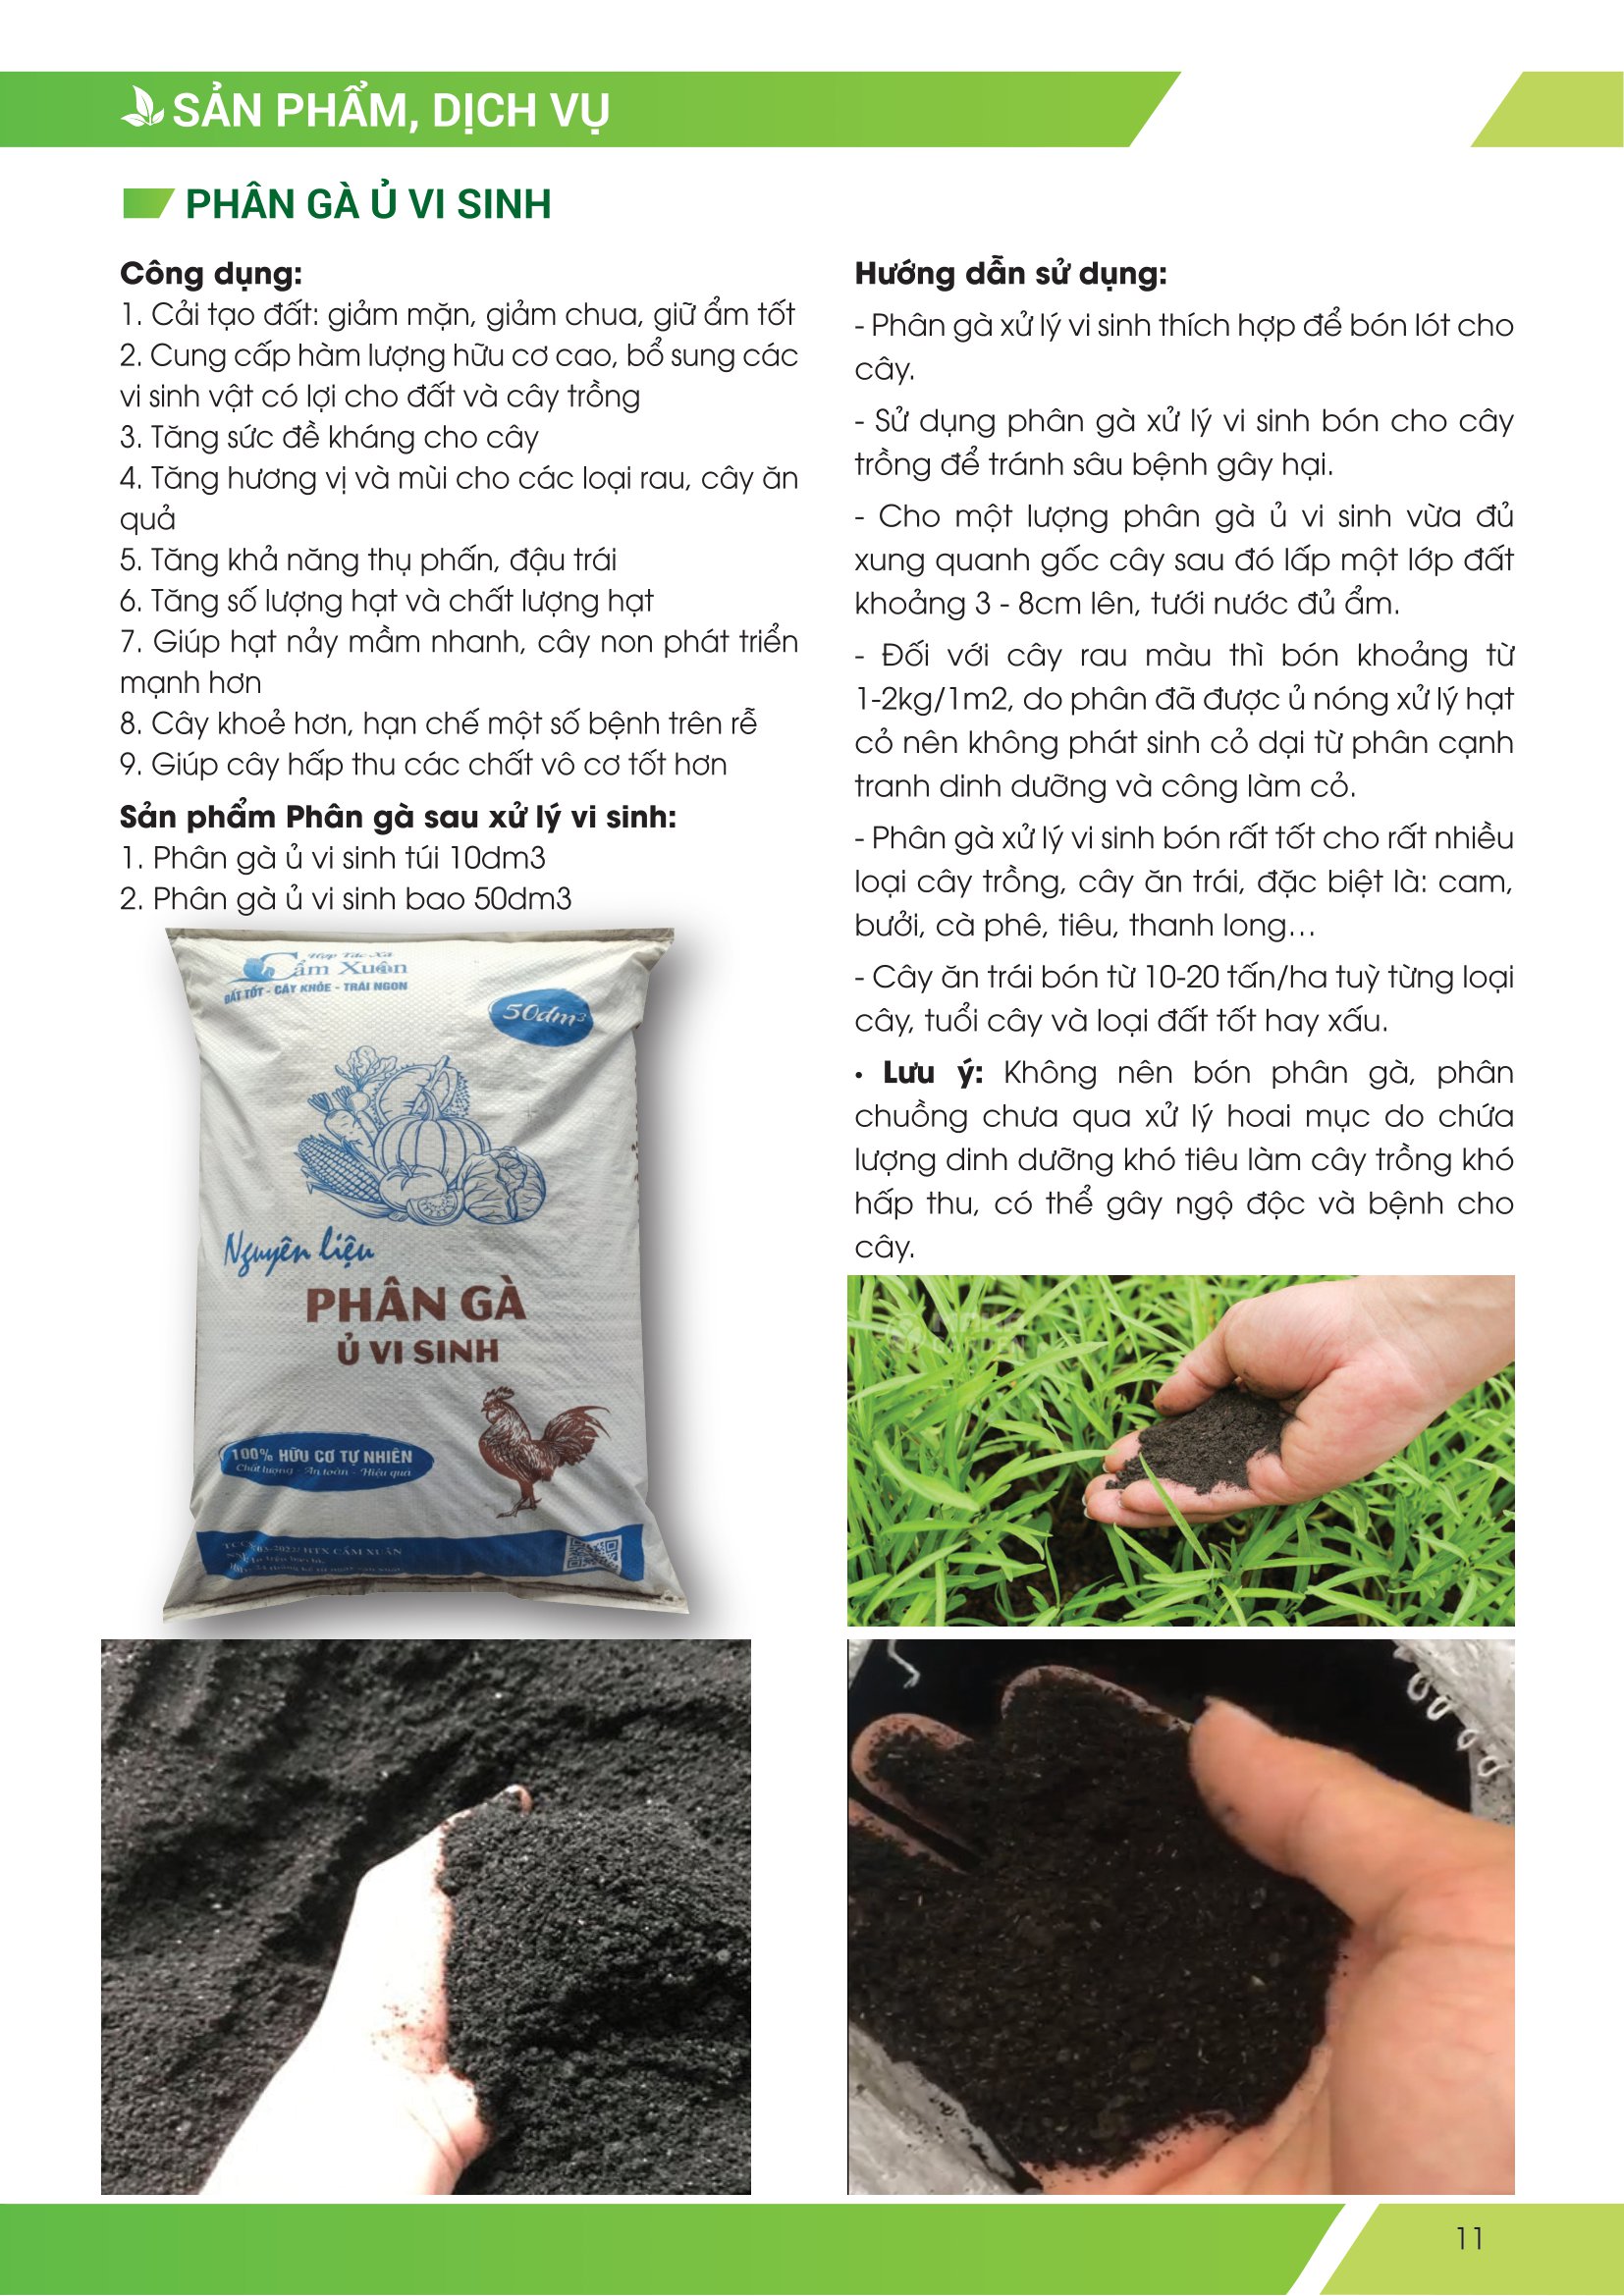 SẢN PHẨM, DỊCH VỤ
PHÂN GÀ Ủ VI SINH
Công dụng:
1. Cải tạo đất: giảm mặn, giảm chua, giữ ẩm tốt
2. Cung cấp hàm lượng hữu cơ cao, bổ sung các
vi sinh vật có lợi cho đất và cây trồng
3. Tăng sức đề kháng cho cây
4. Tăng hương vị và mùi cho các loại rau, cây ăn
quả
5. Tăng khả năng thụ phấn, đậu trái
6. Tăng số lượng hạt và chất lượng hạt
7. Giúp hạt nảy mầm nhanh, cây non phát triển
mạnh hơn
8. Cây khoẻ hơn, hạn chế một số bệnh trên rễ
9. Giúp cây hấp thu các chất vô cơ tốt hơn
Sản phẩm Phân gà sau xử lý vi sinh:
1. Phân gà ủ vi sinh túi 10dm3
2. Phân gà ủ vi sinh bao 50dm3
Hợp Tác Xã
Cẩm Xuân
ĐẤT TỐT - CÂY KHỎE - TRÁI NGON
50dm³
Nguyên liệu
PHÂN GÀ
Ủ VI SINH
100% HỮU CƠ TỰ NHIÊN
Chất lượng - An toàn - Hiệu quả
HTX CẨM XUÂN
Hướng dẫn sử dụng:
- Phân gà xử lý vi sinh thích hợp để bón lót cho
cây.
- Sử dụng phân gà xử lý vi sinh bón cho cây
trồng để tránh sâu bệnh gây hại.
- Cho một lượng phân gà ủ vi sinh vừa đủ
xung quanh gốc cây sau đó lấp một lớp đất
khoảng 3 - 8cm lên, tưới nước đủ ẩm.
- Đối với cây rau màu thì bón khoảng từ
1-2kg/1m2, do phân đã được ủ nóng xử lý hạt
cỏ nên không phát sinh cỏ dại từ phân cạnh
tranh dinh dưỡng và công làm cỏ.
- Phân gà xử lý vi sinh bón rất tốt cho rất nhiều
loại cây trồng, cây ăn trái, đặc biệt là: cam,
bưởi, cà phê, tiêu, thanh long...
- Cây ăn trái bón từ 10-20 tấn/ha tuỳ từng loại
cây, tuổi cây và loại đất tốt hay xấu.
• Lưu ý: Không nên bón phân gà, phân
chuồng chưa qua xử lý hoai mục do chứa
lượng dinh dưỡng khó tiêu làm cây trồng khó
hấp thu, có thể gây ngộ độc và bệnh cho
cây.
11